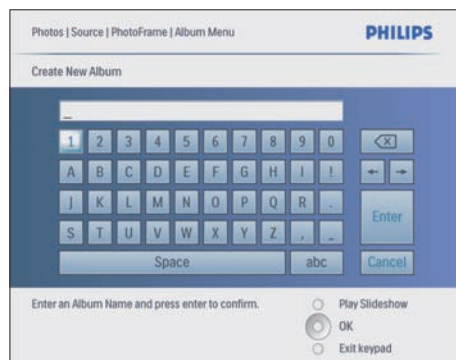 Photos | Source | PhotoFrame | Album Menu
PHILIPS
Create New Album
_
1 2 3 4 5 6 7 8 9 0
A B C D E F G H I !
J K L M N O P Q R .
S T U V W X Y Z , _
Enter
Space abc Cancel
Enter an Album Name and press enter to confirm.
Play Slideshow
OK
Exit keypad